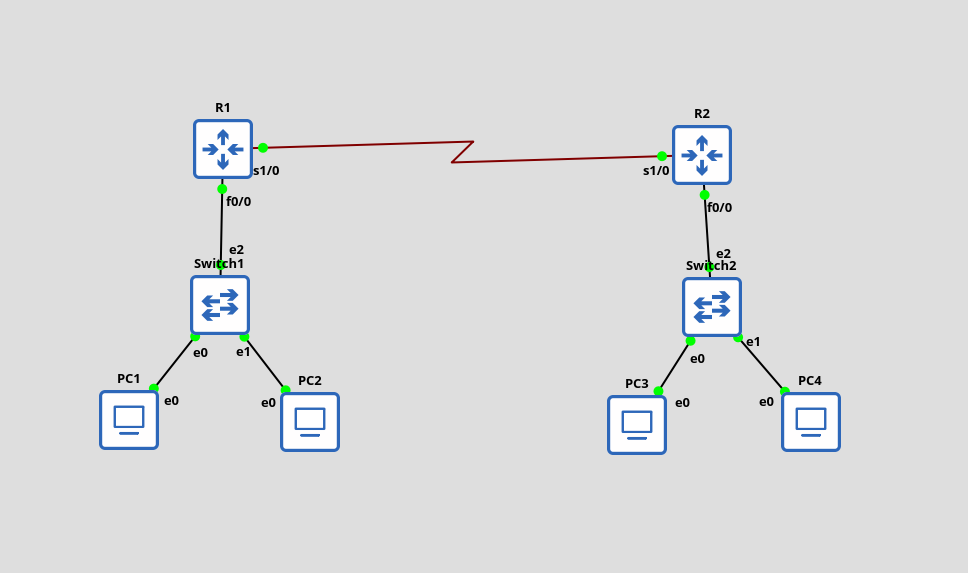 R1
R2
s1/0
s1/0
f0/0
f0/0
e2
e2
Switch1
Switch2
e0
e1
e0
e1
PC1
PC2
PC3
PC4
e0
e0
e0
e0